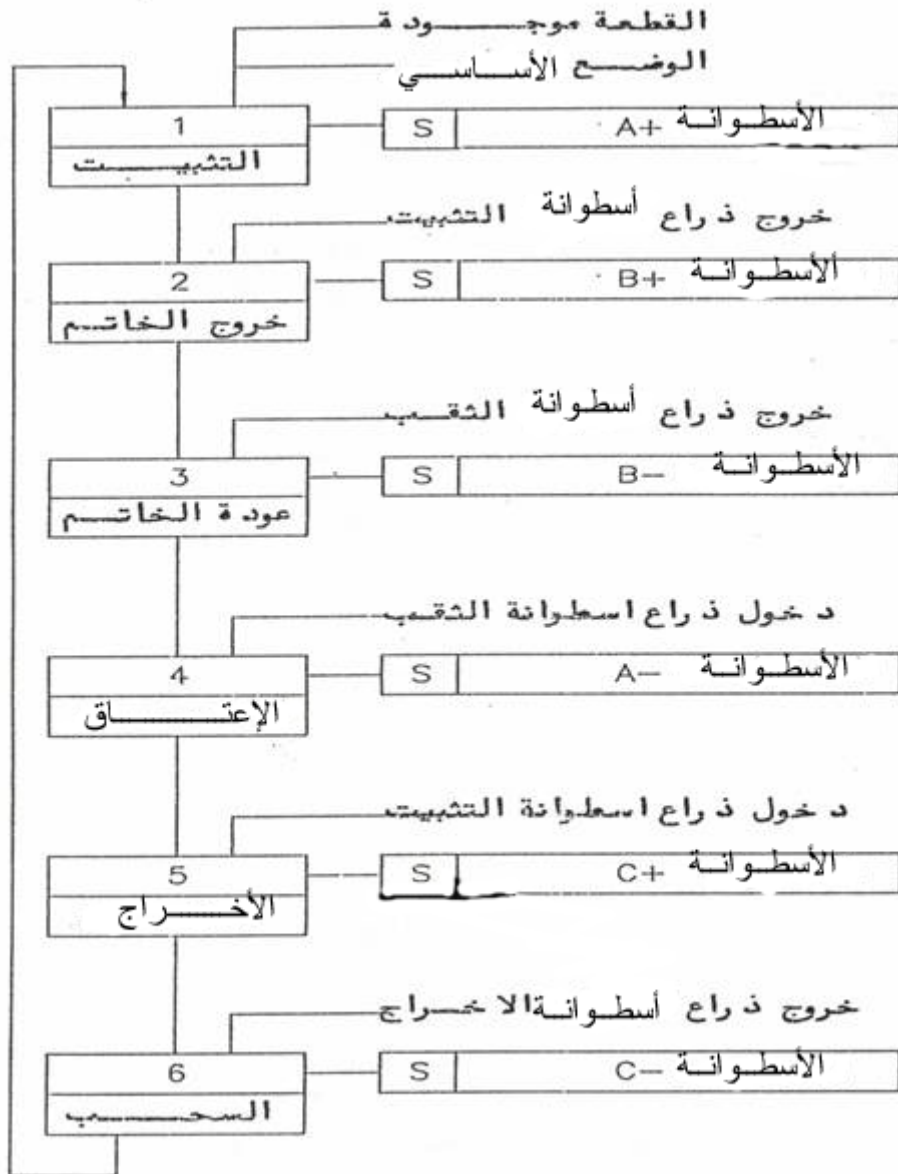 القطعة موجودة
الوضع الأساسي
1
S
A+ الأسطوانة
التثبيت
خروج ذراع أسطوانة التثبيت
2
S
B+ ألأسطوانة
خروج الخاتم
خروج ذراع أسطوانة الثقب
3
S
B− الأسطوانة
عودة الخاتم
دخول ذراع اسطوانة الثقب
4
S
A− الأسطوانة
الإعتاق
دخول ذراع اسطوانة التثبيت
5
S
C+ الأسطوانة
الأخراج
خروج ذراع أسطوانة الاخراج
6
S
C− الأسطوانة
السحب